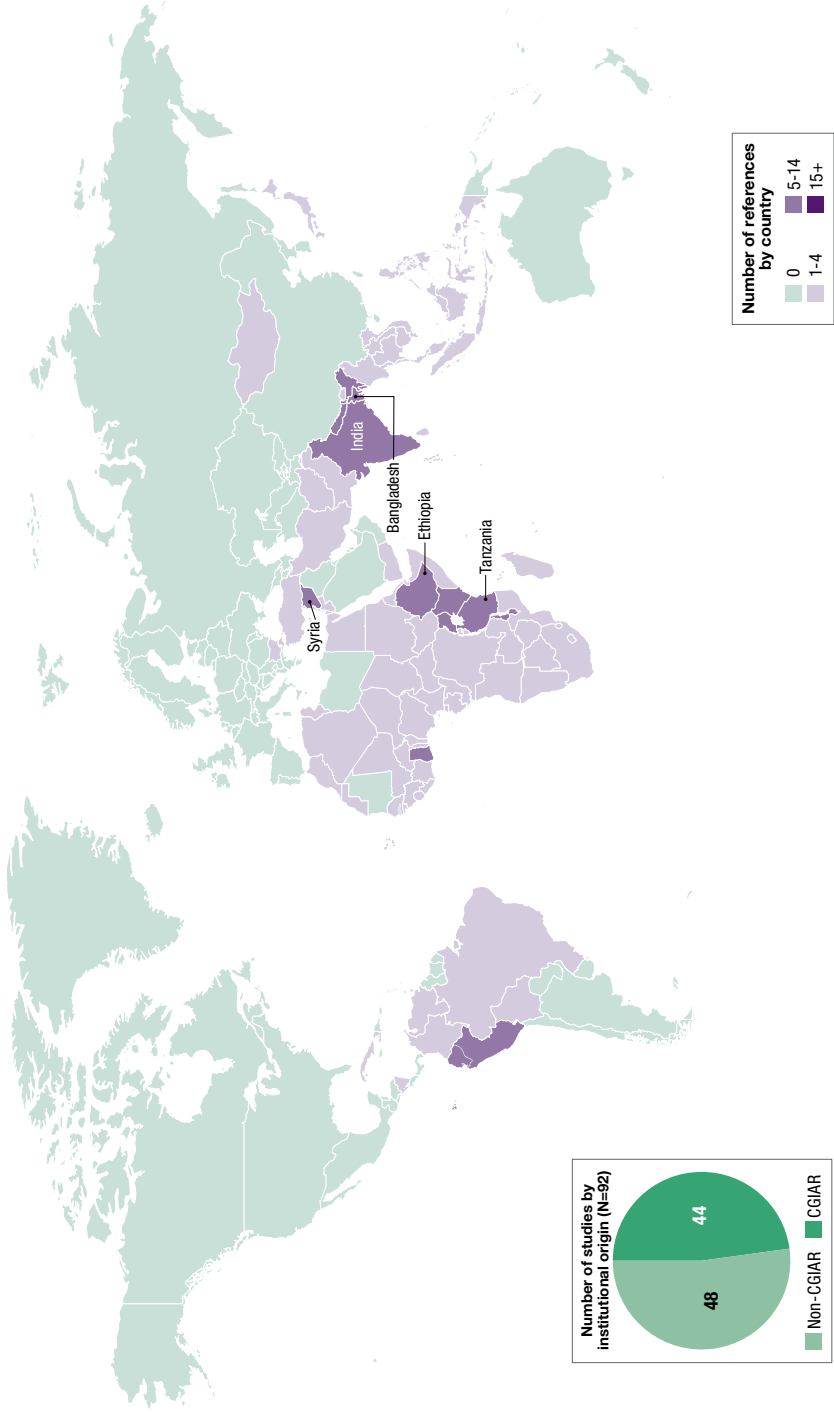 Syria
India
Bangladesh
Ethiopia
Tanzania
Number of studies by
institutional origin (N=92)
48
44
Non-CGIAR
CGIAR
Number of references
by country
0
5-14
1-4
15+